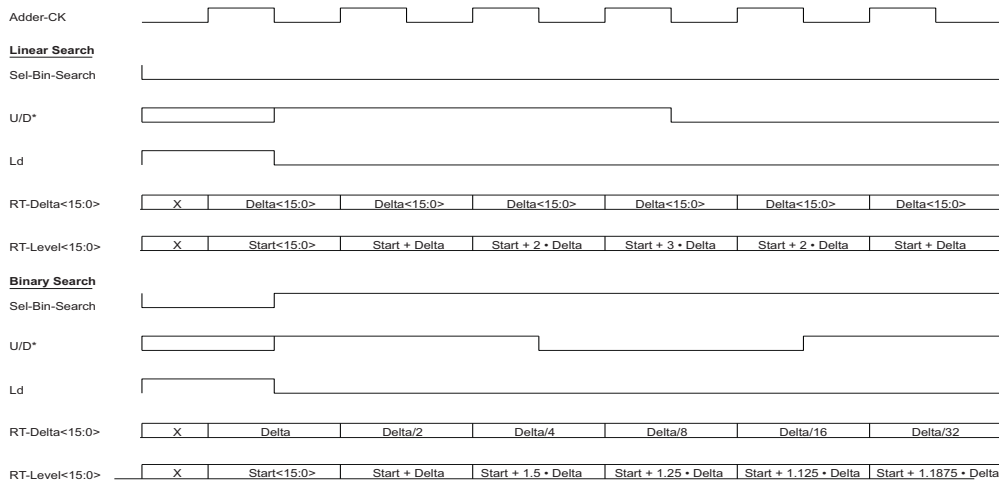 Adder-CK
Linear Search
Sel-Bin-Search
U/D*
Ld
RT-Delta<15:0> X Delta<15:0> Delta<15:0> Delta<15:0> Delta<15:0> Delta<15:0> Delta<15:0>
RT-Level<15:0> X Start<15:0> Start + Delta Start + 2 • Delta Start + 3 • Delta Start + 2 • Delta Start + Delta
Binary Search
Sel-Bin-Search
U/D*
Ld
RT-Delta<15:0> X Delta Delta/2 Delta/4 Delta/8 Delta/16 Delta/32
RT-Level<15:0> X Start<15:0> Start + Delta Start + 1.5 • Delta Start + 1.25 • Delta Start + 1.125 • Delta Start + 1.1875 • Delta